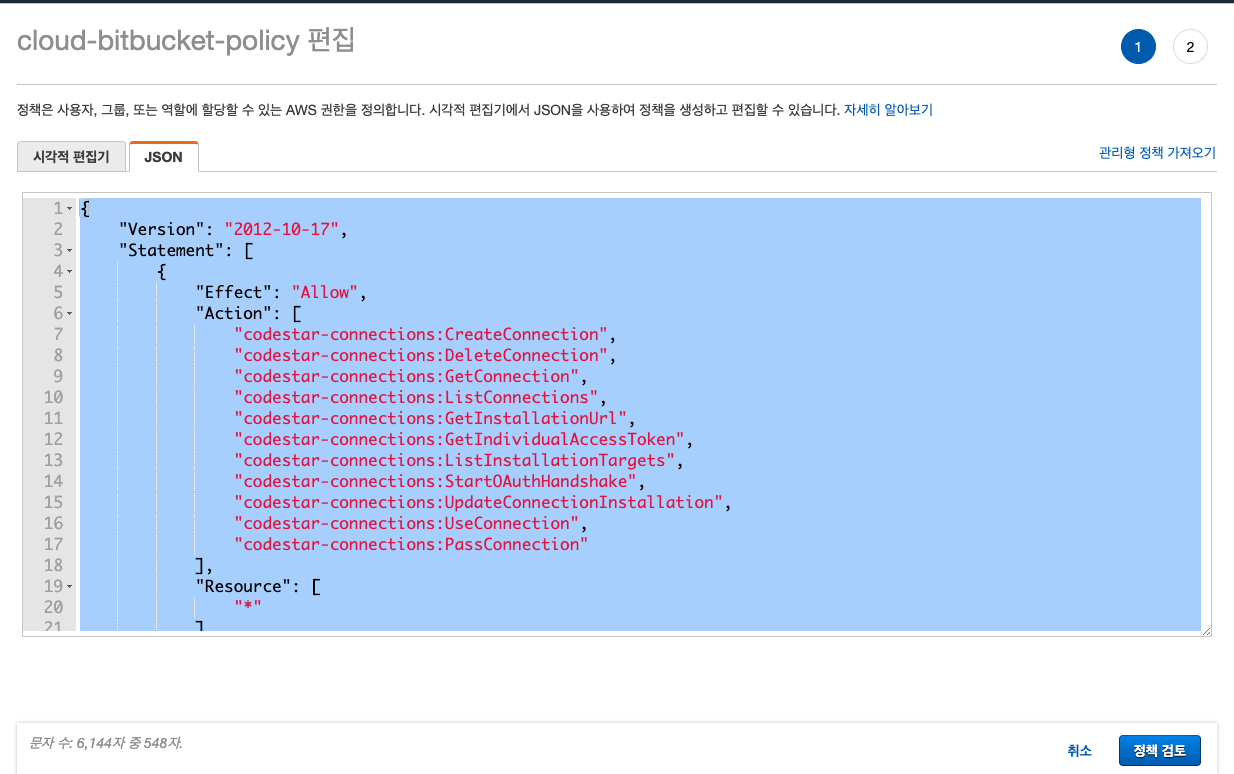 cloud-bitbucket-policy 편집
1 2
정책은 사용자, 그룹, 또는 역할에 할당할 수 있는 AWS 권한을 정의합니다. 시각적 편집기에서 JSON을 사용하여 정책을 생성하고 편집할 수 있습니다. 자세히 알아보기
시각적 편집기 JSON 관리형 정책 가져오기
1 {
2 "Version": "2012-10-17",
3 "Statement": [
4 {
5 "Effect": "Allow",
6 "Action": [
7 "codestar-connections:CreateConnection",
8 "codestar-connections:DeleteConnection",
9 "codestar-connections:GetConnection",
10 "codestar-connections:ListConnections",
11 "codestar-connections:GetInstallationUrl",
12 "codestar-connections:GetIndividualAccessToken",
13 "codestar-connections:ListInstallationTargets",
14 "codestar-connections:StartOAuthHandshake",
15 "codestar-connections:UpdateConnectionInstallation",
16 "codestar-connections:UseConnection",
17 "codestar-connections:PassConnection"
18 ],
19 "Resource": [
20 "*"
21 ]
문자 수: 6,144자 중 548자. 취소 정책 검토